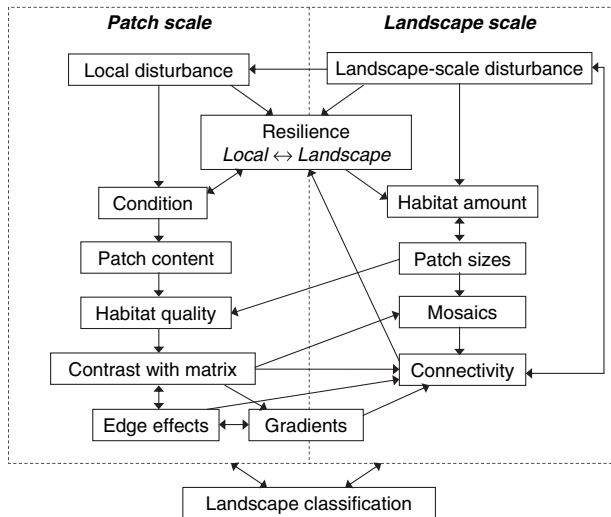 Patch scale
Landscape scale
Local disturbance
Landscape-scale disturbance
Resilience
Local ↔ Landscape
Condition
Habitat amount
Patch content
Patch sizes
Habitat quality
Mosaics
Contrast with matrix
Connectivity
Edge effects
Gradients
Landscape classification